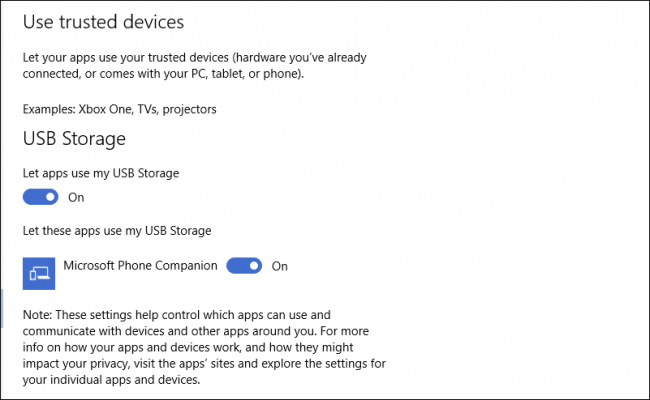 Use trusted devices
Let your apps use your trusted devices (hardware you've already
connected, or comes with your PC, tablet, or phone).
Examples: Xbox One, TVs, projectors
USB Storage
Let apps use my USB Storage
On
Let these apps use my USB Storage
Microsoft Phone Companion On
Note: These settings help control which apps can use and
communicate with devices and other apps around you. For more
info on how your apps and devices work, and how they might
impact your privacy, visit the apps' sites and explore the settings for
your individual apps and devices.